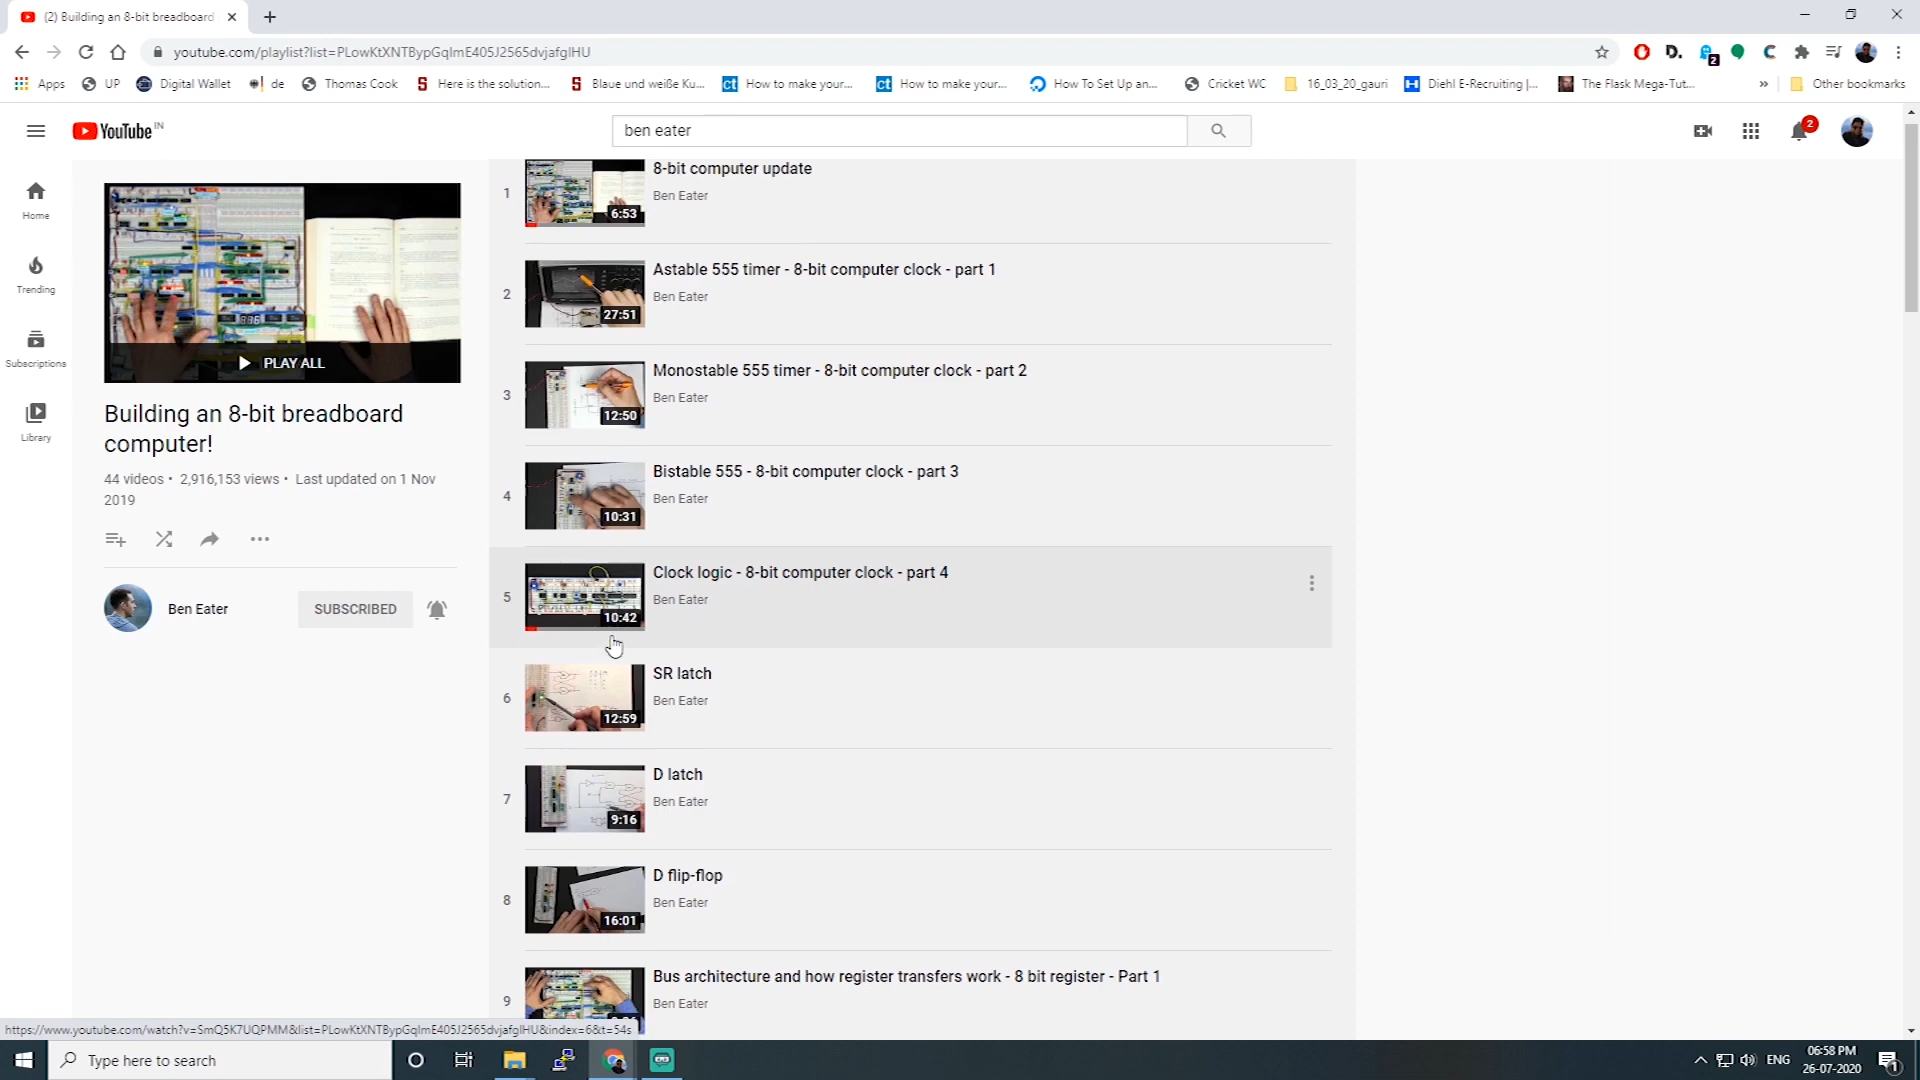 (2) Building an 8-bit breadboard
youtube.com/playlist?list=PLowKtXNTBypGqImE405J2565dvjafglHU
D.
2
C
Apps
UP
Digital Wallet
de
Thomas Cook
S Here is the solution...
S Blaue und weiße Ku...
ct How to make your...
ct How to make your...
How To Set Up an...
Cricket WC
16_03_20_gauri
H Diehl E-Recruiting |...
The Flask Mega-Tut...
»
Other bookmarks
YouTube IN
ben eater
2
Home
Trending
Subscriptions
Library
PLAY ALL
Building an 8-bit breadboard
computer!
44 videos • 2,916,153 views • Last updated on 1 Nov
2019
Ben Eater
SUBSCRIBED
1
6:53
8-bit computer update
Ben Eater
2
27:51
Astable 555 timer - 8-bit computer clock - part 1
Ben Eater
3
12:50
Monostable 555 timer - 8-bit computer clock - part 2
Ben Eater
4
10:31
Bistable 555 - 8-bit computer clock - part 3
Ben Eater
5
10:42
Clock logic - 8-bit computer clock - part 4
Ben Eater
6
12:59
SR latch
Ben Eater
7
9:16
D latch
Ben Eater
8
16:01
D flip-flop
Ben Eater
9
Bus architecture and how register transfers work - 8 bit register - Part 1
Ben Eater
https://www.youtube.com/watch?v=SmQ5K7UQPMM&list=PLowKtXNTBypGqImE405J2565dvjafglHU&index=6&t=54s
Type here to search
ENG
06:58 PM
26-07-2020
1